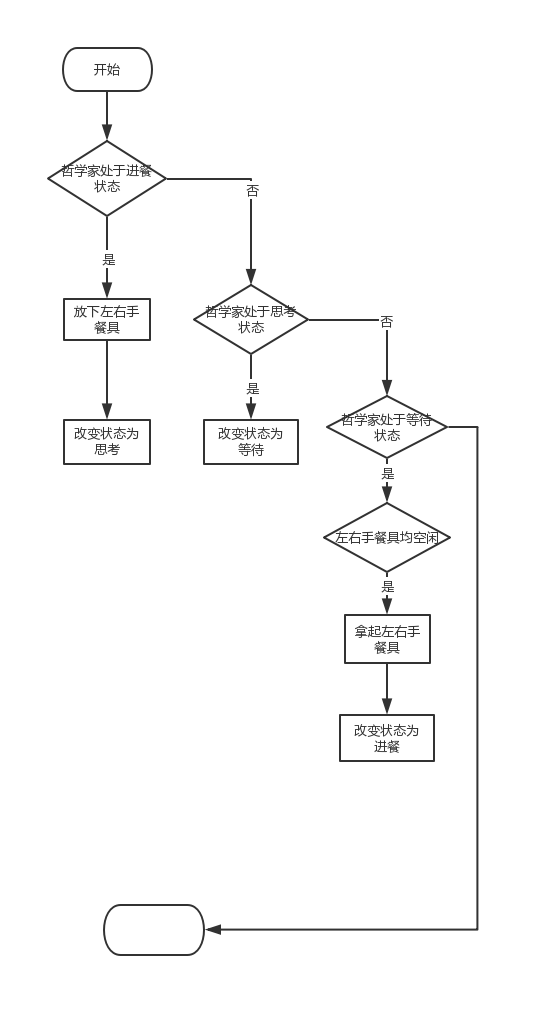 开始
哲学家处于进餐
状态
否
是
放下左右手
餐具
哲学家处于思考
状态
否
是
改变状态为
思考
改变状态为
等待
哲学家处于等待
状态
是
左右手餐具均空闲
是
拿起左右手
餐具
改变状态为
进餐